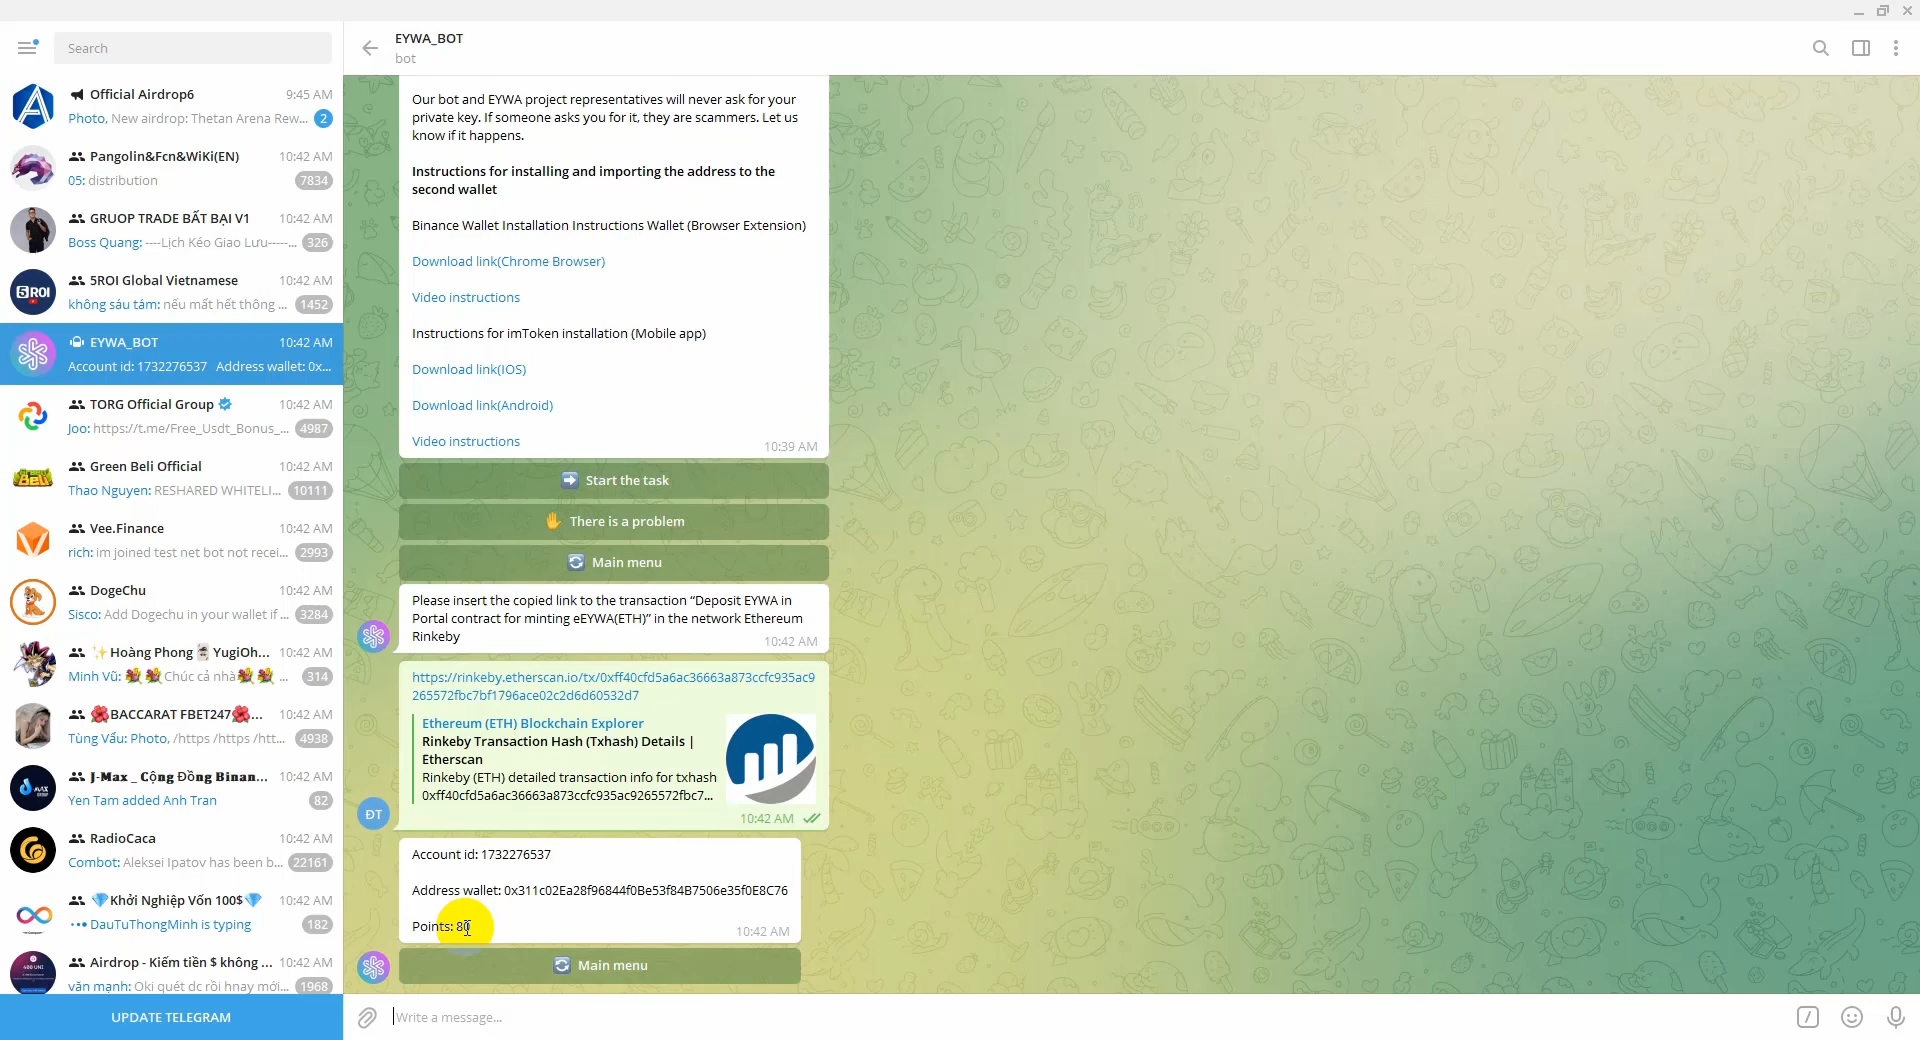 Search
Official Airdrop6 9:45 AM
Photo, New airdrop: Thetan Arena Rew... 2
Pangolin&Fcn&WiKi(EN) 10:42 AM
05: distribution 7834
GRUOP TRADE BẤT BẠI V1 10:42 AM
Boss Quang: ----Lịch Kéo Giao Lưu-----... 326
5ROI Global Vietnamese 10:42 AM
không sáu tám: nếu mất hết thông ... 1452
5ROI
EYWA_BOT 10:42 AM
Account id: 1732276537 Address wallet: 0x...
TORG Official Group 10:42 AM
Joo: https://t.me/Free_Usdt_Bonus_... 4987
Green Beli Official 10:42 AM
Thao Nguyen: RESHARED WHITELI... 10111
Vee.Finance 10:42 AM
rich: im joined test net bot not recei... 2993
DogeChu 10:42 AM
Sisco: Add Dogechu in your wallet if ... 3284
✨Hoàng Phong🃏YugiOh... 10:42 AM
Minh Vũ: 💐💐Chúc cả nhà💐💐 ... 314
🌺BACCARAT FBET247🌺... 10:42 AM
Tùng Vẩu: Photo, /https /https /htt... 4938
J-Max _ Cộng Đồng Binan... 10:42 AM
Yen Tam added Anh Tran 82
RadioCaca 10:42 AM
Combot: Aleksei Ipatov has been b... 22161
💎Khởi Nghiệp Vốn 100$💎 10:42 AM
DauTuThongMinh is typing 182
Airdrop - Kiếm tiền $ không ... 10:42 AM
văn mạnh: Oki quét dc rồi hnay mới... 1968
UPDATE TELEGRAM
EYWA_BOT
bot
Our bot and EYWA project representatives will never ask for your
private key. If someone asks you for it, they are scammers. Let us
know if it happens.
Instructions for installing and importing the address to the
second wallet
Binance Wallet Installation Instructions Wallet (Browser Extension)
Download link(Chrome Browser)
Video instructions
Instructions for imToken installation (Mobile app)
Download link(IOS)
Download link(Android)
Video instructions
10:39 AM
Start the task
There is a problem
Main menu
Please insert the copied link to the transaction “Deposit EYWA in
Portal contract for minting eEYWA(ETH)” in the network Ethereum
Rinkeby
10:42 AM
https://rinkeby.etherscan.io/tx/0xff40cfd5a6ac36663a873ccfc935ac9
265572fbc7bf1796ace02c2d6d60532d7
Ethereum (ETH) Blockchain Explorer
Rinkeby Transaction Hash (Txhash) Details |
Etherscan
Rinkeby (ETH) detailed transaction info for txhash
0xff40cfd5a6ac36663a873ccfc935ac9265572fbc7...
10:42 AM
ĐT
Account id: 1732276537
Address wallet: 0x311c02Ea28f96844f0Be53f84B7506e35f0E8C76
Points: 80
10:42 AM
Main menu
Write a message...